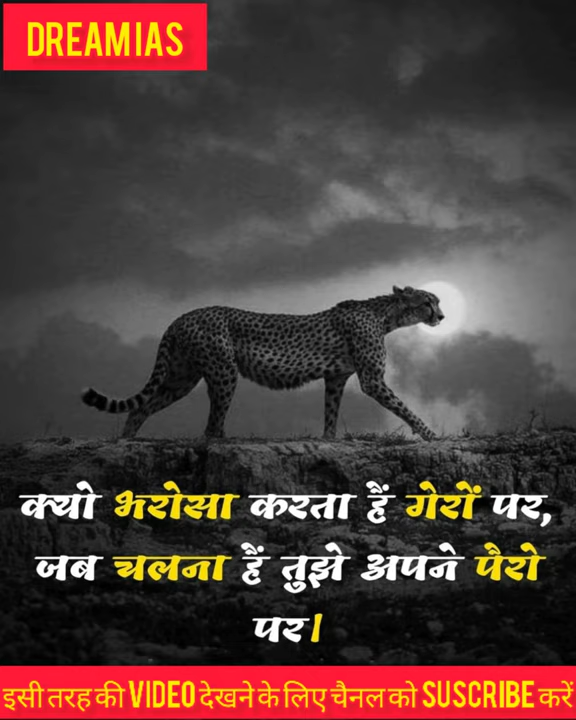 DREAMIAS
क्यो भरोसा करता हैं गेरों पर,
जब चलना हैं तुझे अपने पैरो
पर।
इसी तरह की VIDEO देखने के लिए चैनल को SUSCRIBE करें